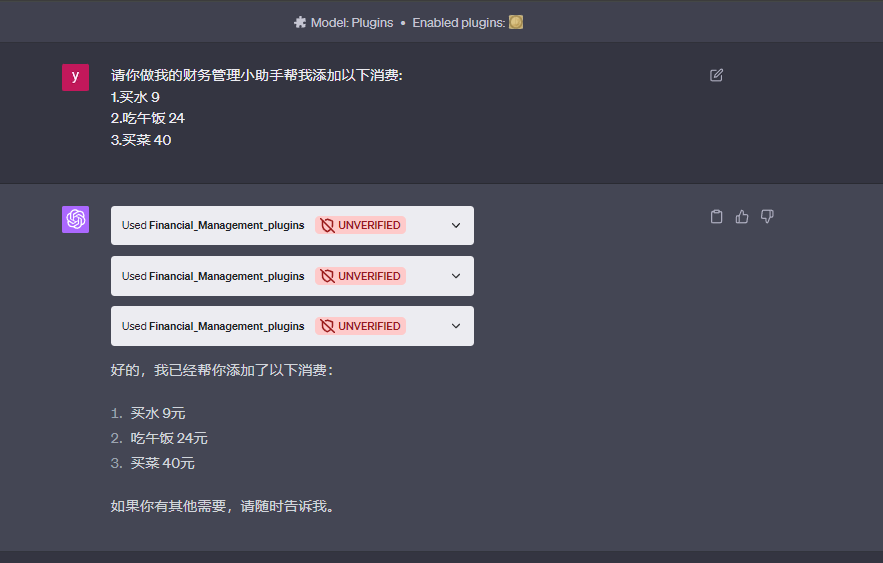 Model: Plugins • Enabled plugins:
y
请你做我的财务管理小助手帮我添加以下消费:
1.买水 9
2.吃午饭 24
3.买菜 40
Used Financial_Management_plugins UNVERIFIED
Used Financial_Management_plugins UNVERIFIED
Used Financial_Management_plugins UNVERIFIED
好的，我已经帮你添加了以下消费：
1. 买水 9元
2. 吃午饭 24元
3. 买菜 40元
如果你有其他需要，请随时告诉我。